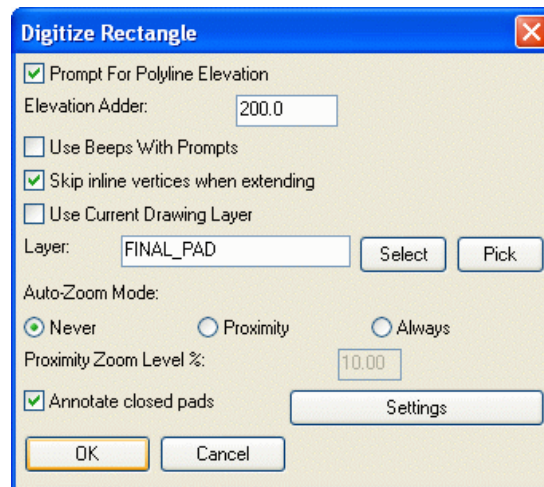 Digitize Rectangle
Prompt For Polyline Elevation
Elevation Adder: 200.0
Use Beeps With Prompts
Skip inline vertices when extending
Use Current Drawing Layer
Layer: FINAL_PAD Select Pick
Auto-Zoom Mode:
Never Proximity Always
Proximity Zoom Level %: 10.00
Annotate closed pads Settings
OK Cancel